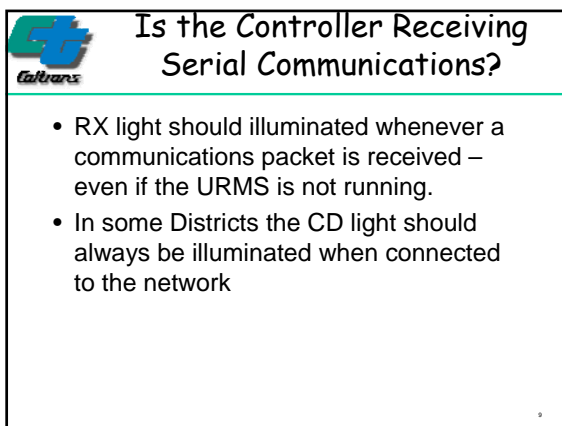 Is the Controller Receiving
Serial Communications?
Caltrans
• RX light should illuminated whenever a
communications packet is received –
even if the URMS is not running.
• In some Districts the CD light should
always be illuminated when connected
to the network
9